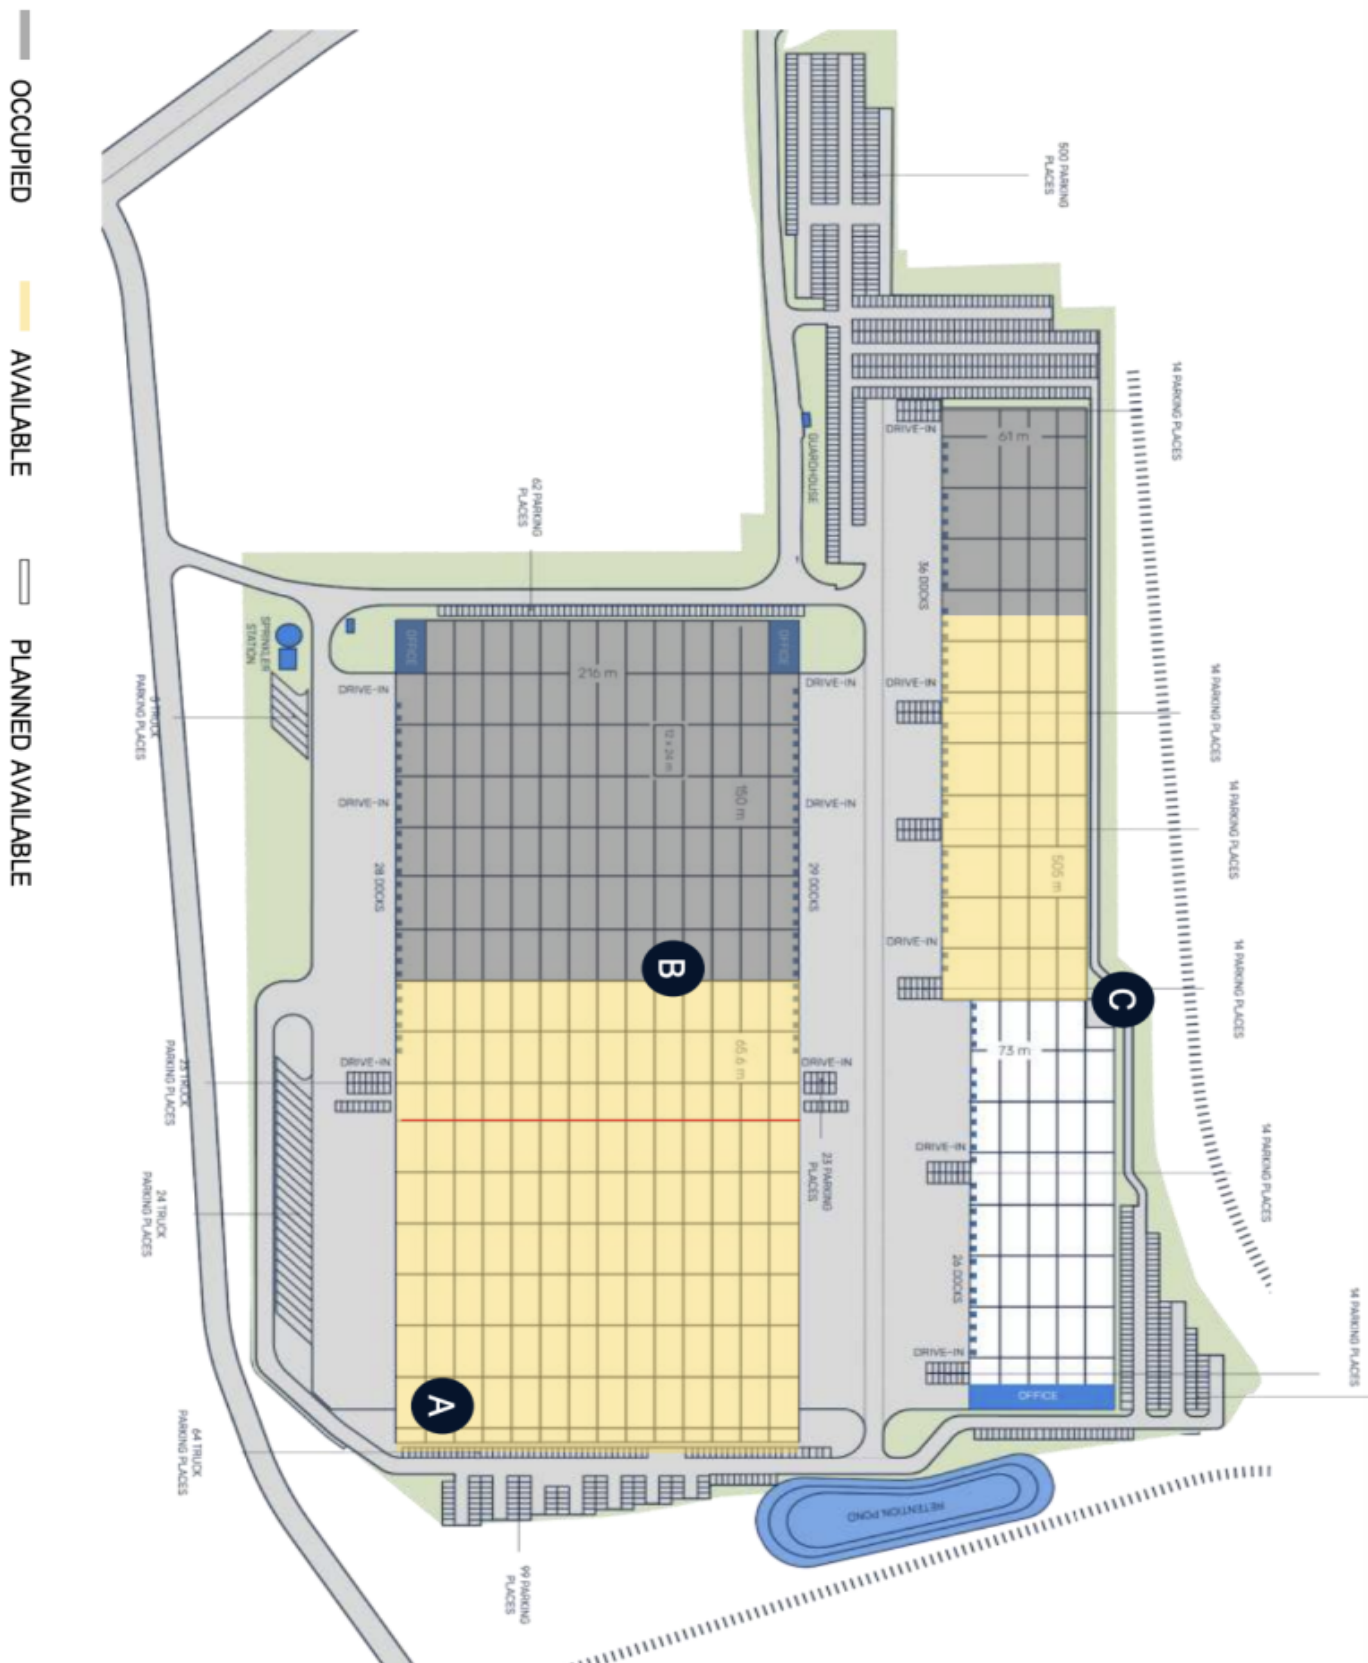 OCCUPIED
AVAILABLE
PLANNED AVAILABLE
500 PARKING
PLACES
14 PARKING PLACES
DRIVE-IN
61 m
GUARDHOUSE
62 PARKING
PLACES
36 DOCKS
OFFICE
OFFICE
SPRINKLER
STATION
216 m
DRIVE-IN
DRIVE-IN
DRIVE-IN
14 PARKING PLACES
PARKING PLACES
12 x 24 m
150 m
DRIVE-IN
DRIVE-IN
14 PARKING PLACES
28 DOCKS
29 DOCKS
505 m
DRIVE-IN
14 PARKING PLACES
B
C
65.6 m
73 m
DRIVE-IN
DRIVE-IN
23 TRUCK
PARKING PLACES
23 PARKING
PLACES
DRIVE-IN
14 PARKING PLACES
24 TRUCK
PARKING PLACES
26 DOCKS
DRIVE-IN
14 PARKING PLACES
OFFICE
A
64 TRUCK
PARKING PLACES
RETENTION POND
99 PARKING
PLACES